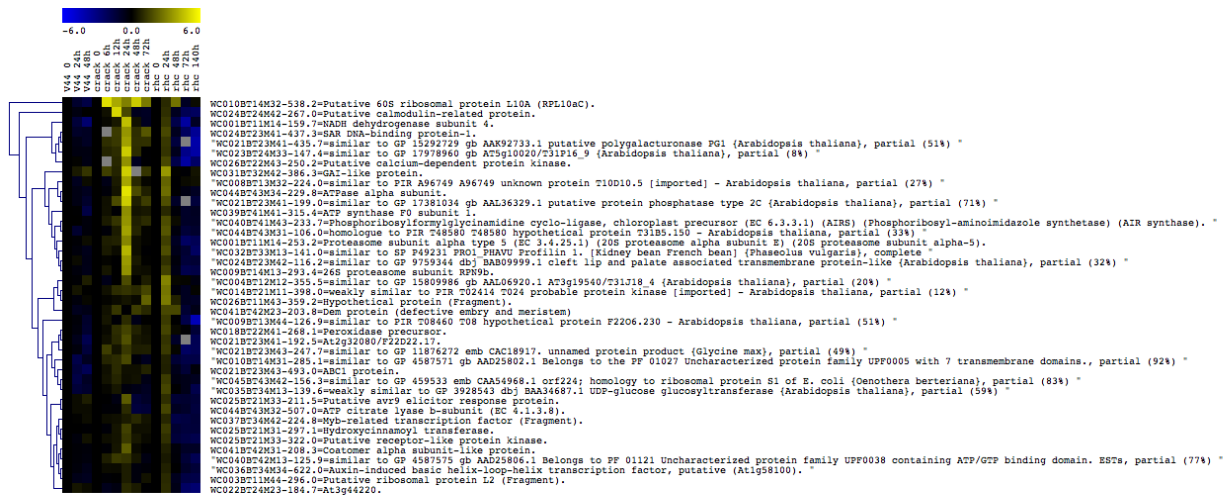 -6.0 0.0 6.0
V44 0
V44 24h
V44 48h
crack 0
crack 6h
crack 12h
crack 24h
crack 48h
crack 72h
rhc 0
rhc 24h
rhc 48h
rhc 72h
rhc 140h
WC010BT14M32-538.2=Putative 60S ribosomal protein L10A (RPL10aC).
WC024BT24M42-267.0=Putative calmodulin-related protein.
WC001BT11M14-159.7=NADH dehydrogenase subunit 4.
WC024BT23M41-437.3=SAR DNA-binding protein-1.
"WC021BT23M41-435.7=similar to GP 15292729 gb AAK92733.1 putative polygalacturonase PG1 {Arabidopsis thaliana}, partial (51%) "
"WC023BT24M33-147.4=similar to GP 17978960 gb AT5g10020/T31P16_9 {Arabidopsis thaliana}, partial (8%) "
WC026BT22M43-250.2=Putative calcium-dependent protein kinase.
WC031BT32M42-386.3=GAI-like protein.
"WC008BT13M32-224.0=similar to PIR A96749 A96749 unknown protein T10D10.5 [imported] - Arabidopsis thaliana, partial (27%) "
WC044BT43M34-229.8=ATPase alpha subunit.
"WC021BT23M41-199.0=similar to GP 17381034 gb AAL36329.1 putative protein phosphatase type 2C {Arabidopsis thaliana}, partial (71%) "
WC039BT41M41-315.4=ATP synthase F0 subunit 1.
WC040BT41M43-233.7=Phosphoribosylformylglycinamidine cyclo-ligase, chloroplast precursor (EC 6.3.3.1) (AIRS) (Phosphoribosyl-aminoimidazole synthetase) (AIR synthase). "
"WC044BT43M31-106.0=homologue to PIR T48580 T48580 hypothetical protein T31B5.150 - Arabidopsis thaliana, partial (33%) "
WC001BT11M14-253.2=Proteasome subunit alpha type 5 (EC 3.4.25.1) (20S proteasome alpha subunit E) (20S proteasome subunit alpha-5).
"WC032BT33M13-141.0=similar to SP P49231 PRO1_PHAVU Profilin 1. [Kidney bean French bean] {Phaseolus vulgaris}, complete
"WC024BT23M42-116.2=similar to GP 9759344 dbj BAB09999.1 cleft lip and palate associated transmembrane protein-like {Arabidopsis thaliana}, partial (32%) "
WC009BT14M13-293.4=26S proteasome subunit RPN9b.
"WC004BT12M12-355.5=similar to GP 15809986 gb AAL06920.1 AT3g19540/T31J18_4 {Arabidopsis thaliana}, partial (20%) "
"WC014BT21M11-398.0=weakly similar to PIR T02414 T024 probable protein kinase [imported] - Arabidopsis thaliana, partial (12%) "
WC026BT11M43-359.2=Hypothetical protein (Fragment).
WC041BT42M23-203.8=Dem protein (defective embry and meristem)
"WC009BT13M44-126.9=similar to PIR T08460 T08 hypothetical protein F22O6.230 - Arabidopsis thaliana, partial (51%) "
WC018BT22M41-268.1=Peroxidase precursor.
WC021BT23M41-192.5=At2g32080/F22D22.17.
"WC021BT23M43-247.7=similar to GP 11876272 emb CAC18917. unnamed protein product {Glycine max}, partial (49%) "
"WC010BT14M31-285.1=similar to GP 4587571 gb AAD25802.1 Belongs to the PF 01027 Uncharacterized protein family UPF0005 with 7 transmembrane domains., partial (92%) "
WC021BT23M43-493.0=ABC1 protein.
"WC045BT43M42-156.3=similar to GP 459533 emb CAA54968.1 orf224; homology to ribosomal protein S1 of E. coli {Oenothera berteriana}, partial (83%) "
"WC035BT34M13-139.6=weakly similar to GP 3928543 dbj BAA34687.1 UDP-glucose glucosyltransferase {Arabidopsis thaliana}, partial (59%) "
WC025BT21M33-211.5=Putative avr9 elicitor response protein.
WC044BT43M32-507.0=ATP citrate lyase b-subunit (EC 4.1.3.8).
WC037BT34M42-224.8=Myb-related transcription factor (Fragment).
WC025BT21M31-297.1=Hydroxycinnamoyl transferase.
WC025BT21M33-322.0=Putative receptor-like protein kinase.
WC041BT42M31-208.3=Coatomer alpha subunit-like protein.
"WC040BT42M13-125.9=similar to GP 4587575 gb AAD25806.1 Belongs to PF 01121 Uncharacterized protein family UPF0038 containing ATP/GTP binding domain. ESTs, partial (77%) "
"WC036BT34M34-622.0=Auxin-induced basic helix-loop-helix transcription factor, putative (At1g58100). "
WC003BT11M44-296.0=Putative ribosomal protein L2 (Fragment).
WC022BT24M23-184.7=At3g44220.